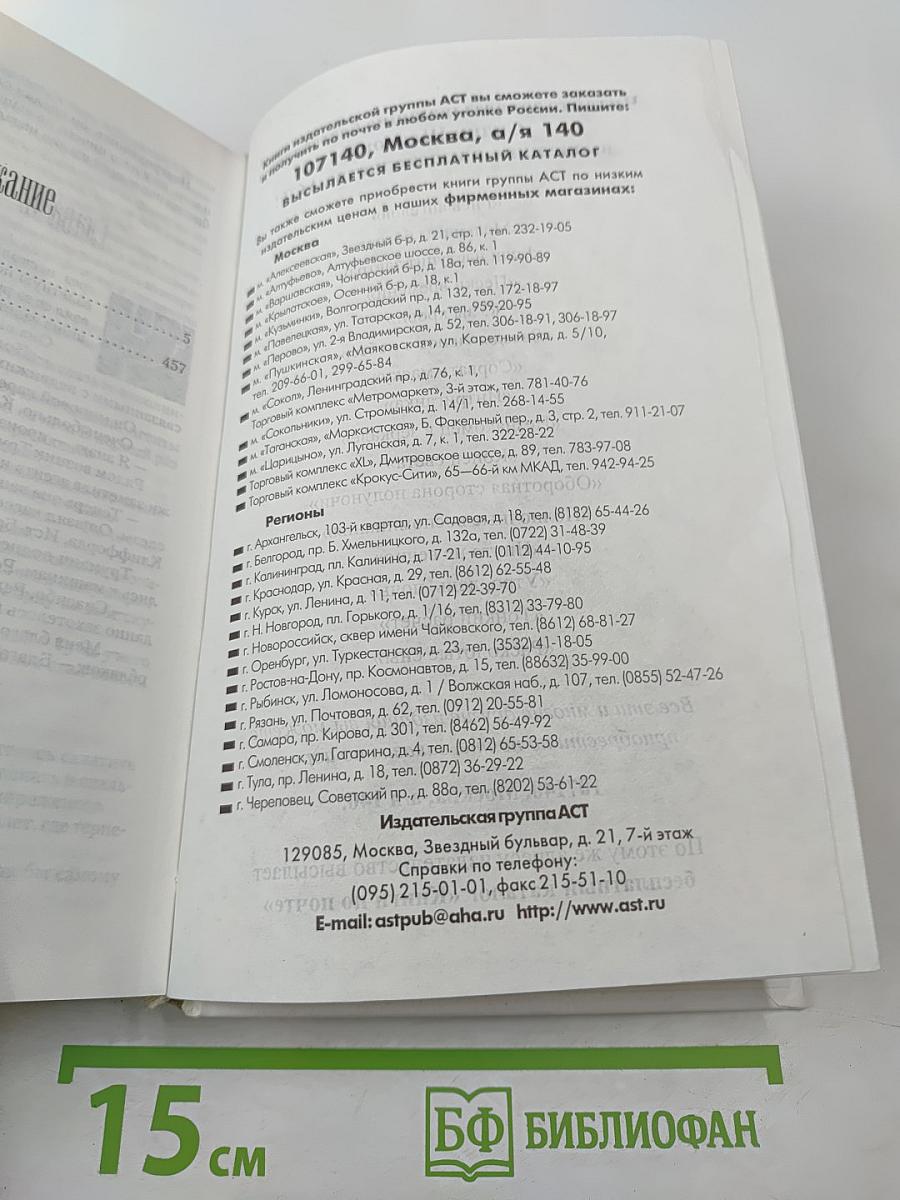 жание
5
457
Книги издательской группы АСТ вы сможете заказать
и получить по почте в любом уголке России. Пишите:
107140, Москва, а/я 140
ВЫСЫЛАЕТСЯ БЕСПЛАТНЫЙ КАТАЛОГ
Вы также сможете приобрести книги группы АСТ по низким
издательским ценам в наших фирменных магазинах:
Москва
м. «Алексеевская», Звездный б-р, д. 21, стр. 1, тел. 232-19-05
м. «Алтуфьево», Алтуфьевское шоссе, д. 86, к. 1
м. «Варшавская», Чонгарский б-р, д. 18а, тел. 119-90-89
м. «Крылатское», Осенний б-р, д. 18, к.1
м. «Кузьминки», Волгоградский пр., д. 132, тел. 172-18-97
м. «Павелецкая», ул. Татарская, д. 14, тел. 959-20-95
м. «Перово», ул. 2-я Владимирская, д. 52, тел. 306-18-91, 306-18-97
м. «Пушкинская», «Маяковская», ул. Каретный ряд, д. 5/10,
тел. 209-66-01, 299-65-84
м. «Сокол», Ленинградский пр., д. 76, к. 1,
Торговый комплекс «Метромаркет», 3-й этаж, тел. 781-40-76
м. «Сокольники», ул. Стромынка, д. 14/1, тел. 268-14-55
м. «Таганская», «Марксистская», Б. Факельный пер., д. 3, стр. 2, тел. 911-21-07
м. «Царицыно», ул. Луганская, д. 7, к. 1, тел. 322-28-22
Торговый комплекс «XL», Дмитровское шоссе, д. 89, тел. 783-97-08
Торговый комплекс «Крокус-Сити», 65—66-й км МКАД, тел. 942-94-25
Регионы
г. Архангельск, 103-й квартал, ул. Садовая, д. 18, тел. (8182) 65-44-26
г. Белгород, пр. Б. Хмельницкого, д. 132а, тел. (0722) 31-48-39
г. Калининград, пл. Калинина, д. 17-21, тел. (0112) 44-10-95
г. Краснодар, ул. Красная, д. 29, тел. (8612) 62-55-48
г. Курск, ул. Ленина, д. 11, тел. (0712) 22-39-70
г. Н. Новгород, пл. Горького, д. 1/16, тел. (8312) 33-79-80
г. Новороссийск, сквер имени Чайковского, тел. (8612) 68-81-27
г. Оренбург, ул. Туркестанская, д. 23, тел. (3532) 41-18-05
г. Ростов-на-Дону, пр. Космонавтов, д. 15, тел. (88632) 35-99-00
г. Рыбинск, ул. Ломоносова, д. 1 / Волжская наб., д. 107, тел. (0855) 52-47-26
г. Рязань, ул. Почтовая, д. 62, тел. (0912) 20-55-81
г. Самара, пр. Кирова, д. 301, тел. (8462) 56-49-92
г. Смоленск, ул. Гагарина, д. 4, тел. (0812) 65-53-58
г. Тула, пр. Ленина, д. 18, тел. (0872) 36-29-22
г. Череповец, Советский пр., д. 88а, тел. (8202) 53-61-22
Издательская группа АСТ
129085, Москва, Звездный бульвар, д. 21, 7-й этаж
Справки по телефону:
(095) 215-01-01, факс 215-51-10
E-mail: astpub@aha.ru http://www.ast.ru
15 см
БФ БИБЛИОФАН